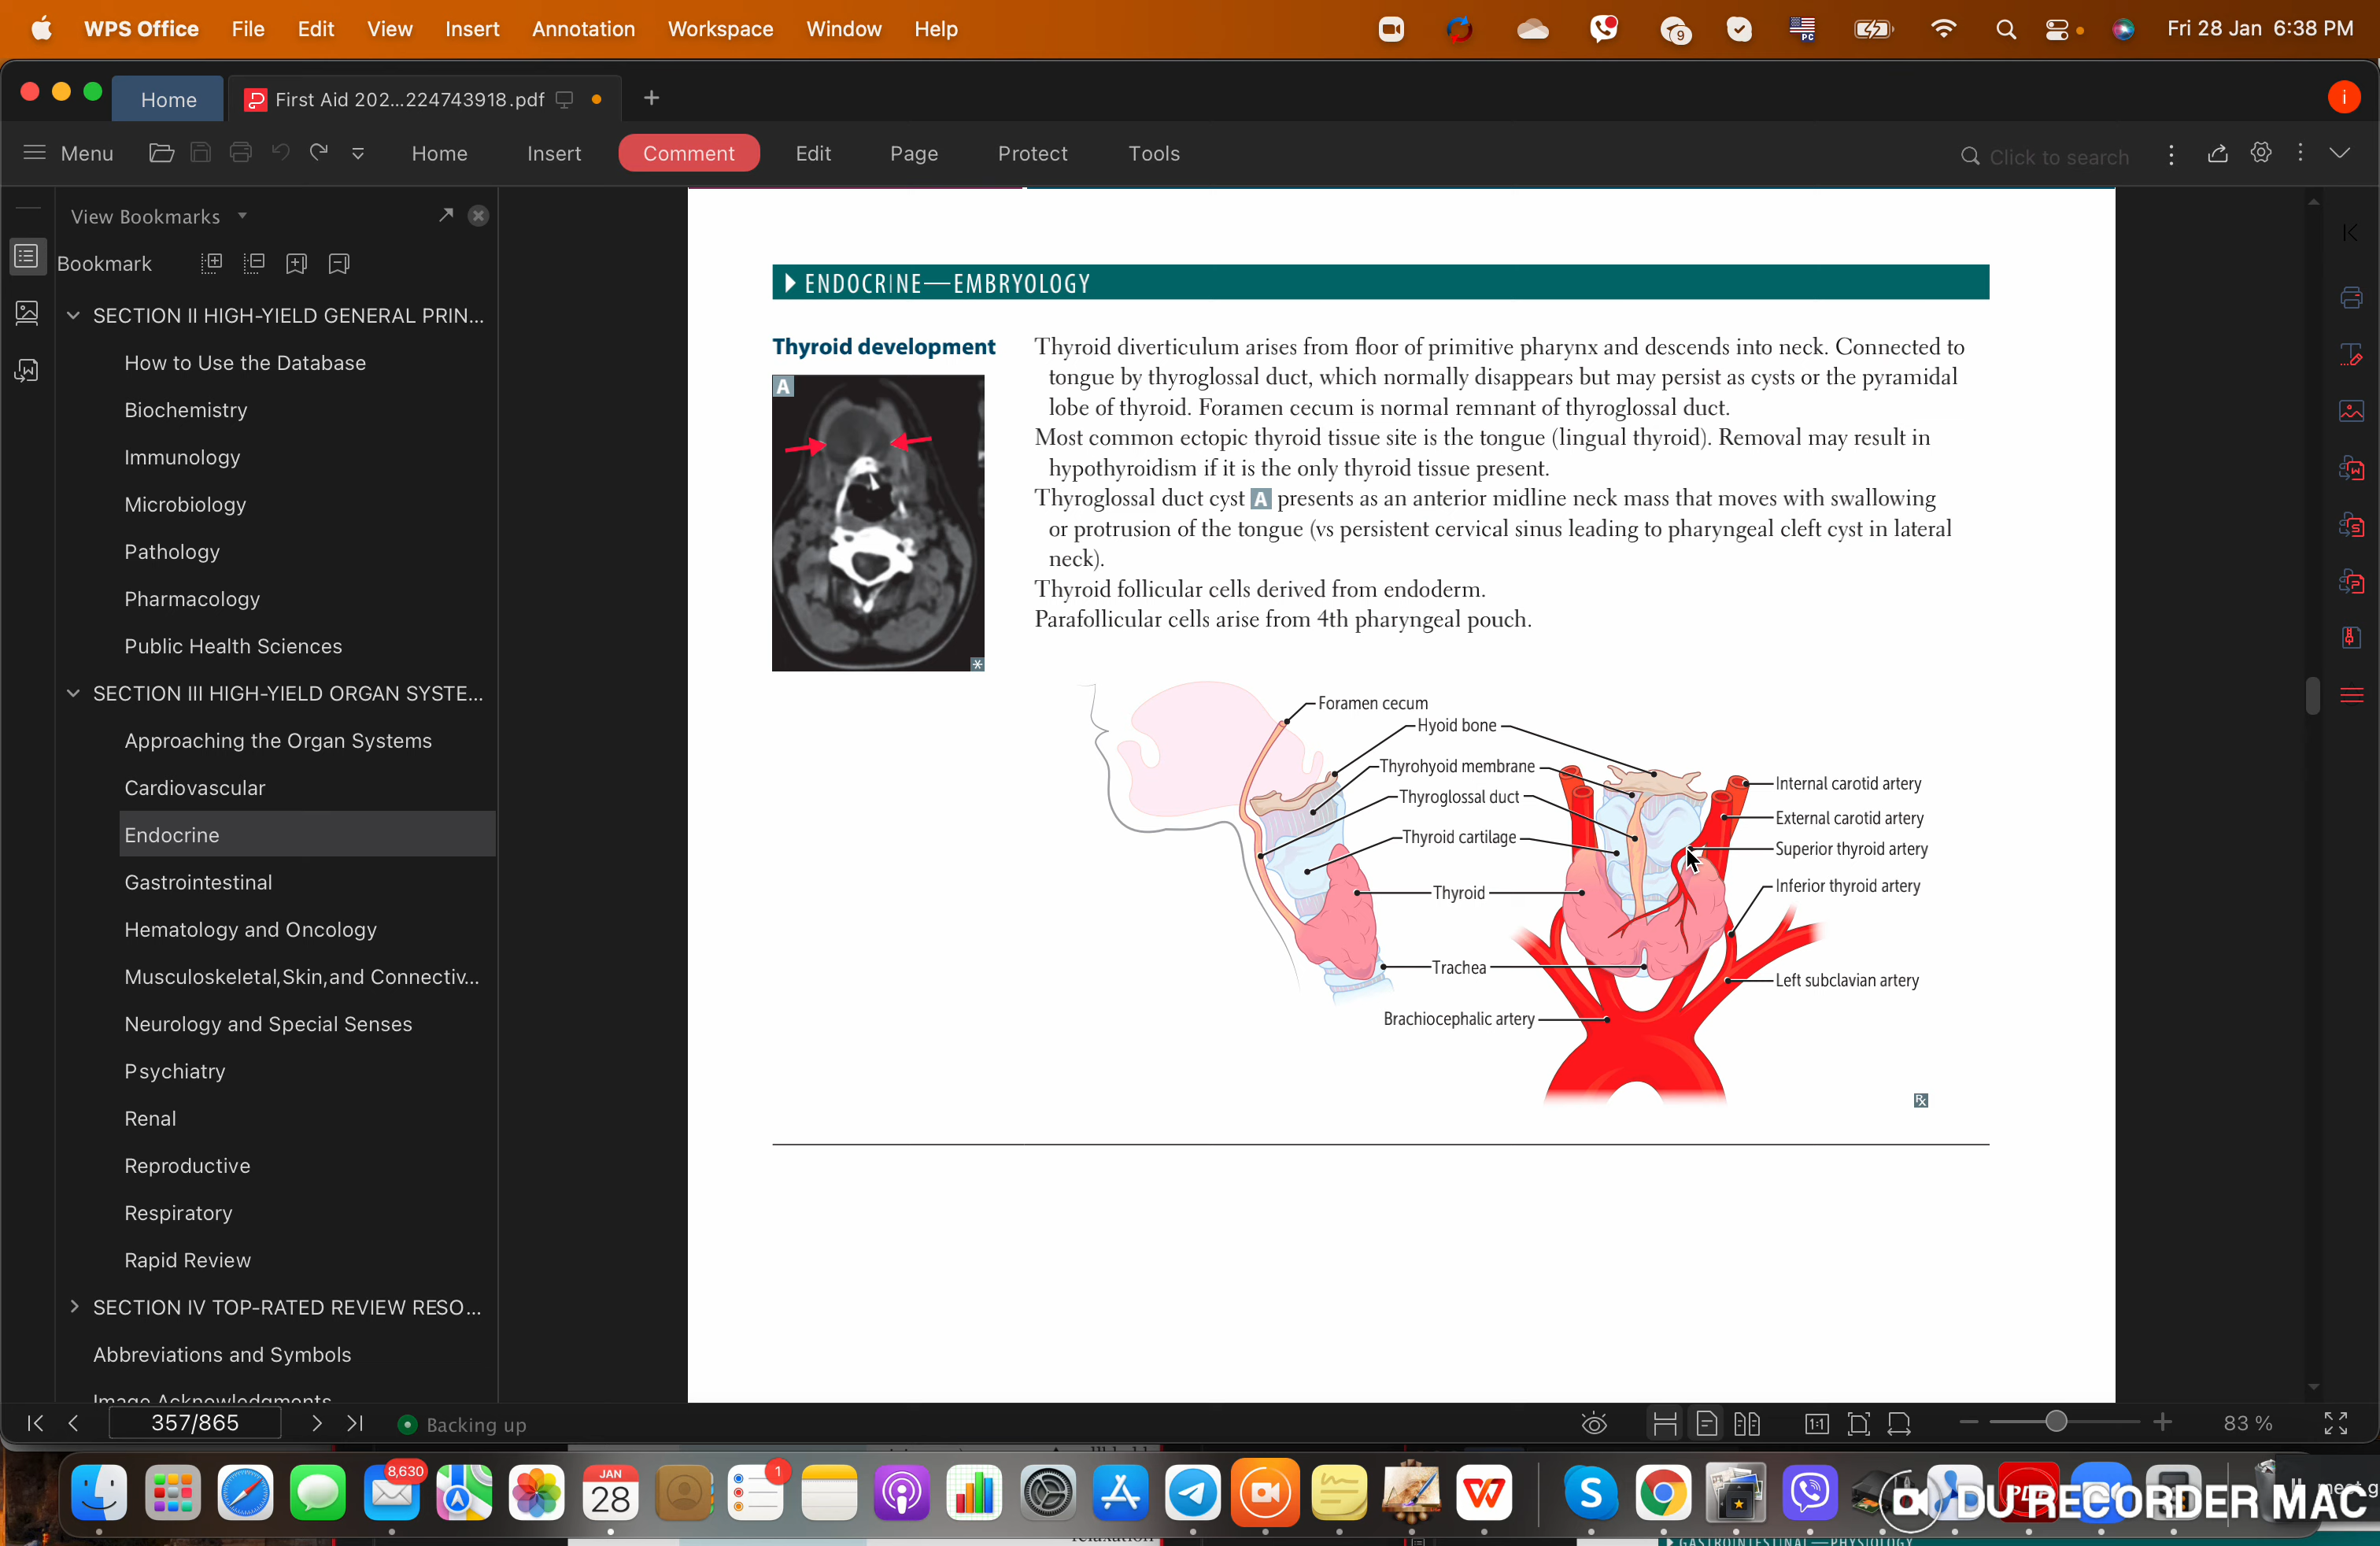 WPS Office File Edit View Insert Annotation Workspace Window Help 9 PC Fri 28 Jan 6:38 PM
Home First Aid 202...224743918.pdf + i
Menu Home Insert Comment Edit Page Protect Tools Click to search
View Bookmarks
Bookmark
SECTION II HIGH-YIELD GENERAL PRIN...
How to Use the Database
Biochemistry
Immunology
Microbiology
Pathology
Pharmacology
Public Health Sciences
SECTION III HIGH-YIELD ORGAN SYSTE...
Approaching the Organ Systems
Cardiovascular
Endocrine
Gastrointestinal
Hematology and Oncology
Musculoskeletal,Skin,and Connectiv...
Neurology and Special Senses
Psychiatry
Renal
Reproductive
Respiratory
Rapid Review
SECTION IV TOP-RATED REVIEW RESO...
Abbreviations and Symbols
Image Acknowledgments
ENDOCRINE—EMBRYOLOGY
Thyroid development
A
Thyroid diverticulum arises from floor of primitive pharynx and descends into neck. Connected to
tongue by thyroglossal duct, which normally disappears but may persist as cysts or the pyramidal
lobe of thyroid. Foramen cecum is normal remnant of thyroglossal duct.
Most common ectopic thyroid tissue site is the tongue (lingual thyroid). Removal may result in
hypothyroidism if it is the only thyroid tissue present.
Thyroglossal duct cyst A presents as an anterior midline neck mass that moves with swallowing
or protrusion of the tongue (vs persistent cervical sinus leading to pharyngeal cleft cyst in lateral
neck).
Thyroid follicular cells derived from endoderm.
Parafollicular cells arise from 4th pharyngeal pouch.
Foramen cecum
Hyoid bone
Thyrohyoid membrane
Thyroglossal duct
Thyroid cartilage
Thyroid
Trachea
Brachiocephalic artery
Internal carotid artery
External carotid artery
Superior thyroid artery
Inferior thyroid artery
Left subclavian artery
Rx
357/865 Backing up 1:1 83 %
8,630 JAN 28 1 S PDF
DU RECORDER MAC
relaxation
GASTROINTESTINAL—PHYSIOLOGY